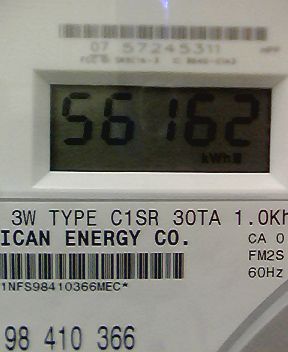 07 57245311
56162
kWh
3W TYPE C1SR 30TA 1.0Kh
ICAN ENERGY CO.
CA 0
FM2S
60Hz
1NFS98410366MEC*
98 410 366